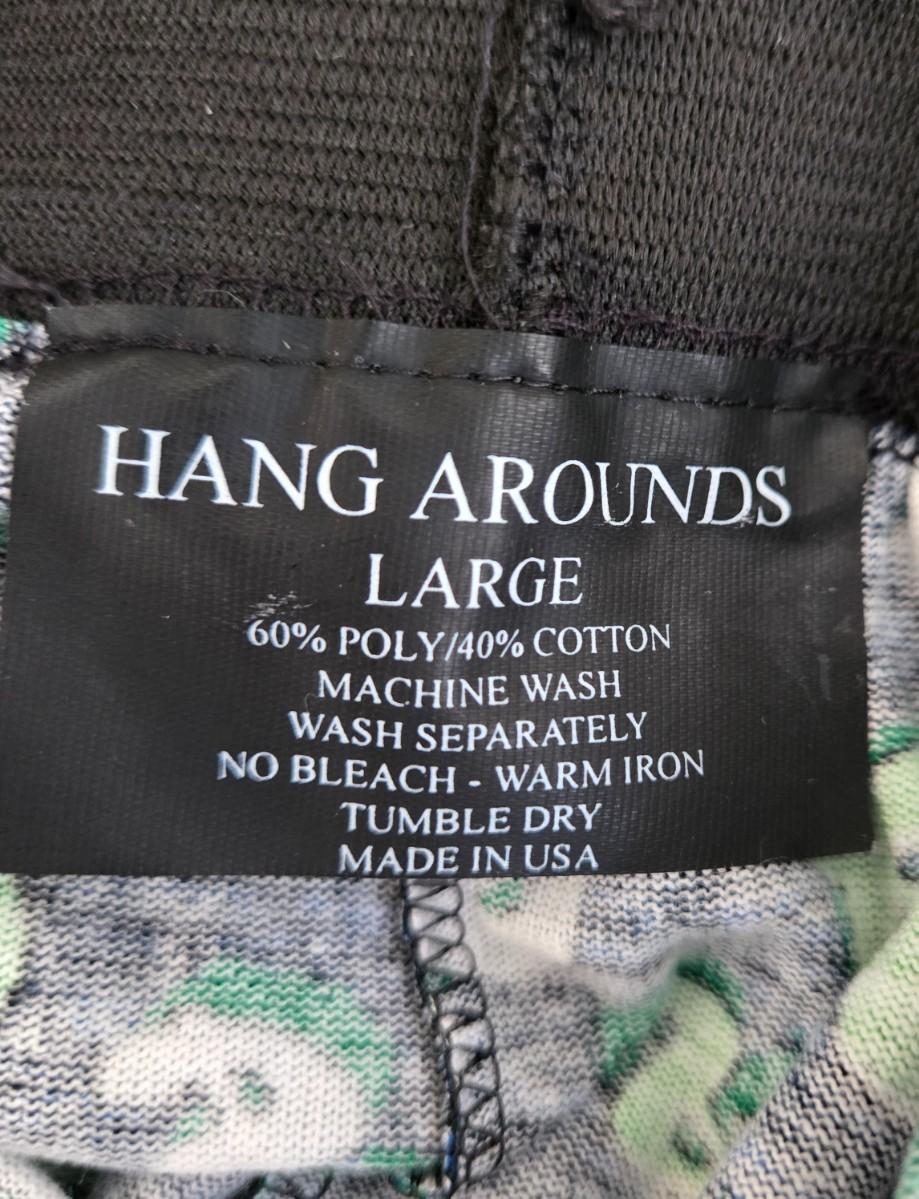 HANG AROUNDS
LARGE
60% POLY/40% COTTON
MACHINE WASH
WASH SEPARATELY
NO BLEACH - WARM IRON
TUMBLE DRY
MADE IN USA